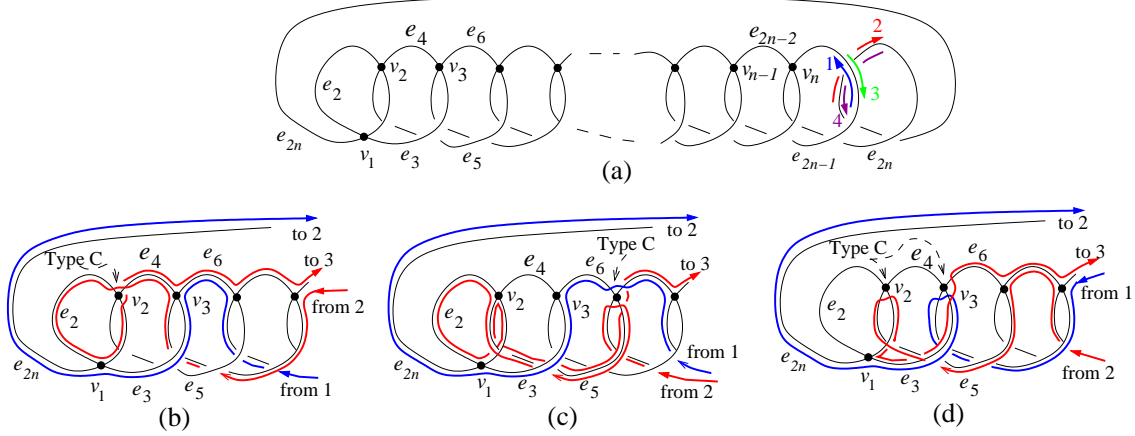 e4 e6 e2n−2 2
e2 v2 v3 vn−1 vn 1 3
4
e2n v1 e3 e5 e2n−1 e2n
(a)
to 2
Type C e4 e6 to 3
v2 v3 from 2
e2
e2n v1 e3 e5 from 1
(b)
to 2
Type C
e4 e6 to 3
v2 v3
e2 from 1
e2n v1 e3 e5 from 2
(c)
to 2
Type C e4 e6 to 3
v2 v3 from 1
e2
e2n v1 e3 e5 from 2
(d)